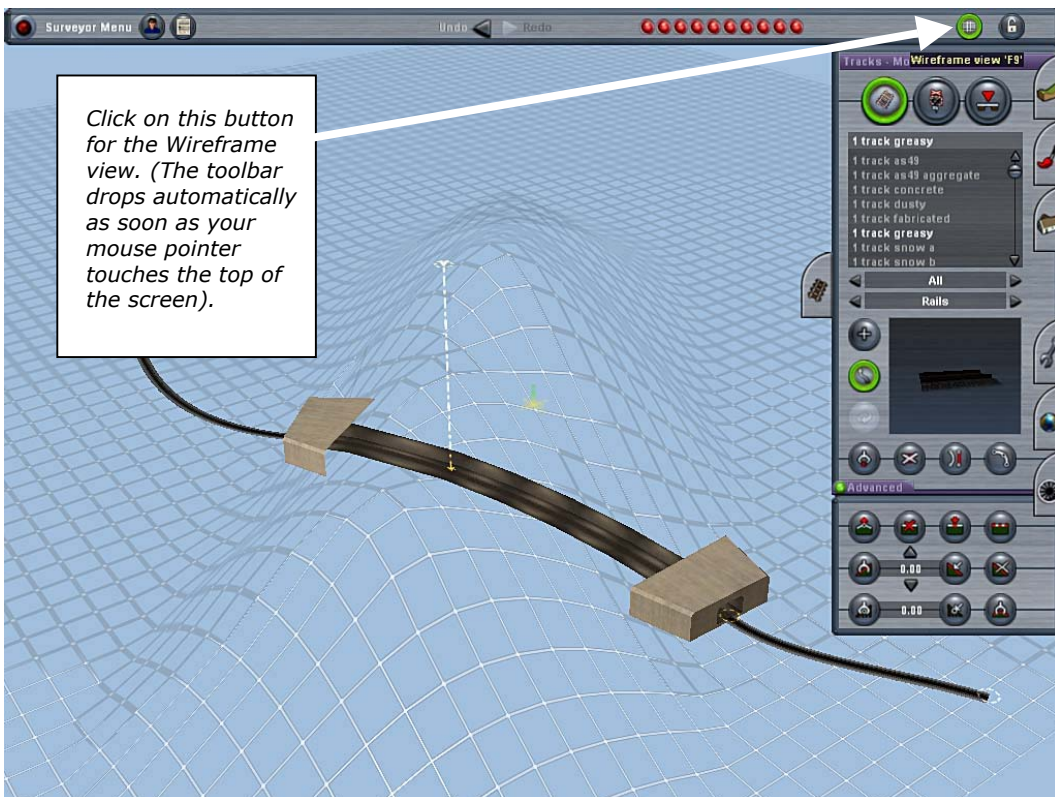 Surveyor Menu
Undo
Redo
Tracks - Mo
Wireframe view 'F9'
Click on this button
for the Wireframe
view. (The toolbar
drops automatically
as soon as your
mouse pointer
touches the top of
the screen).
1 track greasy
1 track as49
1 track as49 aggregate
1 track concrete
1 track dusty
1 track fabricated
1 track greasy
1 track snow a
1 track snow b
All
Rails
Advanced
0.00
0.00